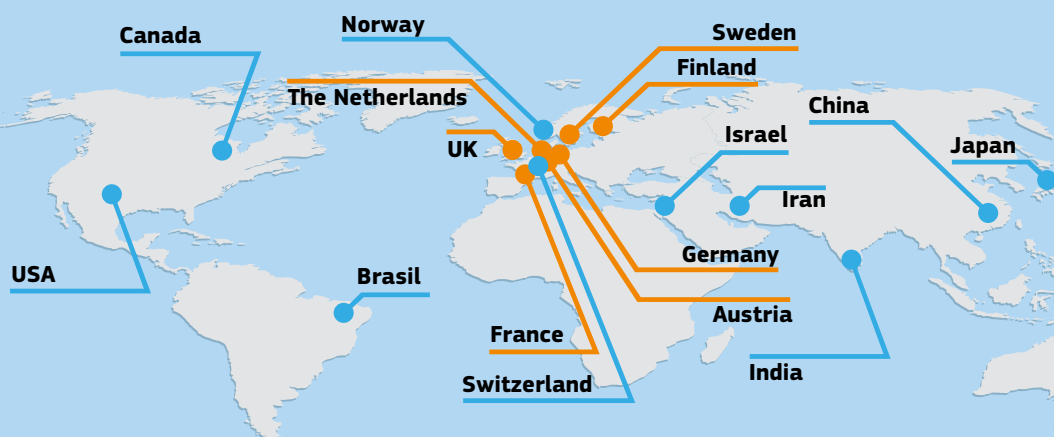 Norway
Sweden
Canada
Finland
The Netherlands
China
Israel
Japan
UK
Iran
Germany
USA
Brasil
Austria
France
India
Switzerland